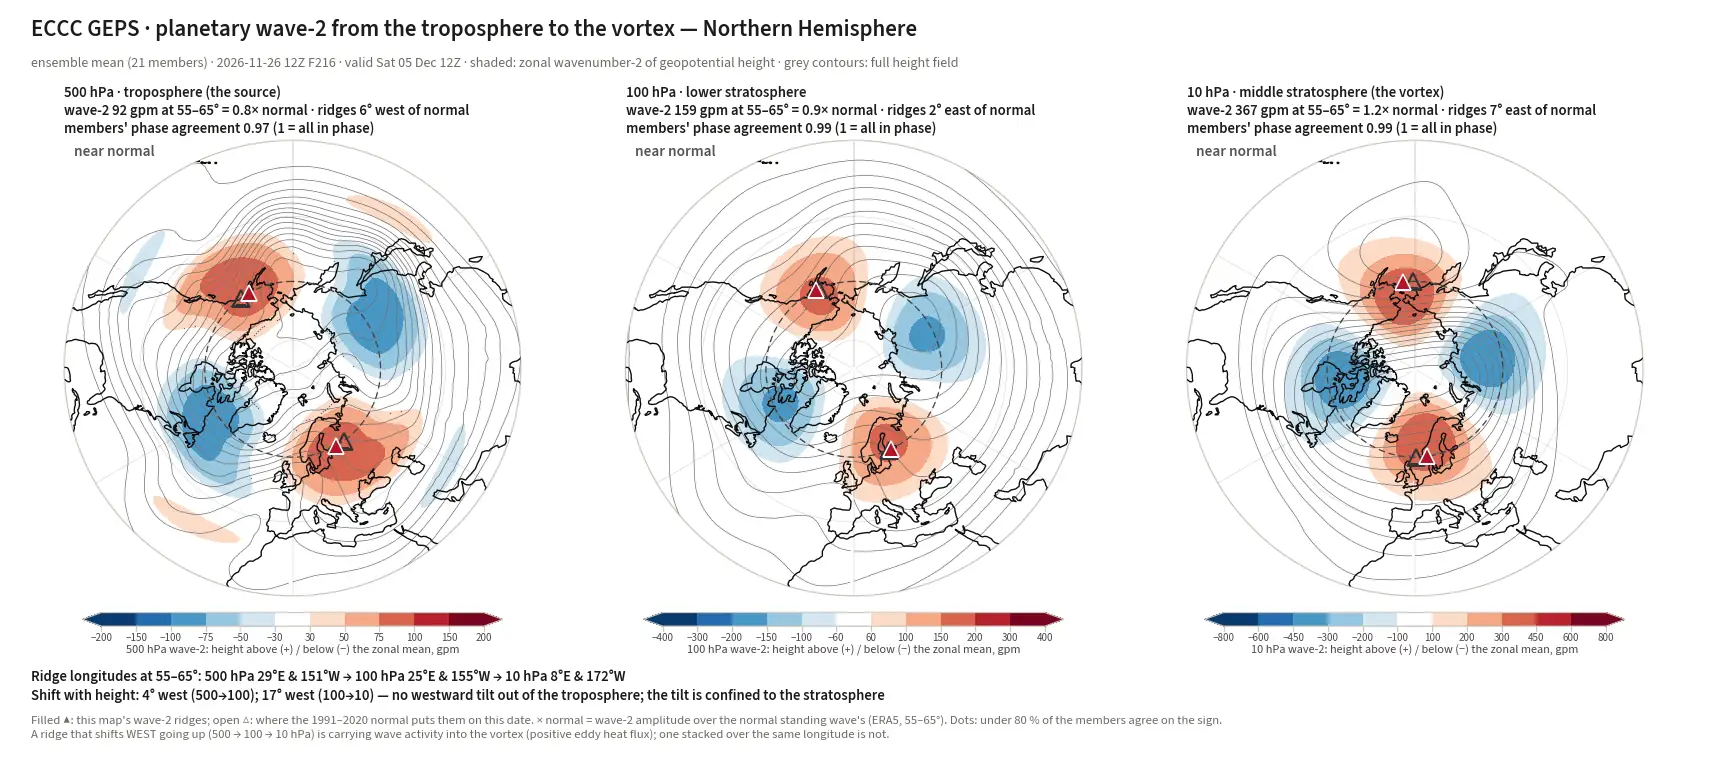 ECCC GEPS · planetary wave-2 from the troposphere to the vortex — Northern Hemisphere
ensemble mean (21 members) · 2026-11-26 12Z F216 · valid Sat 05 Dec 12Z · shaded: zonal wavenumber-2 of geopotential height · grey contours: full height field
500 hPa · troposphere (the source)
wave-2 92 gpm at 55–65° = 0.8× normal · ridges 6° west of normal
members' phase agreement 0.97 (1 = all in phase)
near normal
100 hPa · lower stratosphere
wave-2 159 gpm at 55–65° = 0.9× normal · ridges 2° east of normal
members' phase agreement 0.99 (1 = all in phase)
near normal
10 hPa · middle stratosphere (the vortex)
wave-2 367 gpm at 55–65° = 1.2× normal · ridges 7° east of normal
members' phase agreement 0.99 (1 = all in phase)
near normal
−200 −150 −100 −75 −50 −30 30 50 75 100 150 200
500 hPa wave-2: height above (+) / below (−) the zonal mean, gpm
−400 −300 −200 −150 −100 −60 60 100 150 200 300 400
100 hPa wave-2: height above (+) / below (−) the zonal mean, gpm
−800 −600 −450 −300 −200 −100 100 200 300 450 600 800
10 hPa wave-2: height above (+) / below (−) the zonal mean, gpm
Ridge longitudes at 55–65°: 500 hPa 29°E & 151°W → 100 hPa 25°E & 155°W → 10 hPa 8°E & 172°W
Shift with height: 4° west (500→100); 17° west (100→10) — no westward tilt out of the troposphere; the tilt is confined to the stratosphere
Filled ▲: this map's wave-2 ridges; open △: where the 1991–2020 normal puts them on this date. × normal = wave-2 amplitude over the normal standing wave's (ERA5, 55–65°). Dots: under 80 % of the members agree on the sign.
A ridge that shifts WEST going up (500 → 100 → 10 hPa) is carrying wave activity into the vortex (positive eddy heat flux); one stacked over the same longitude is not.